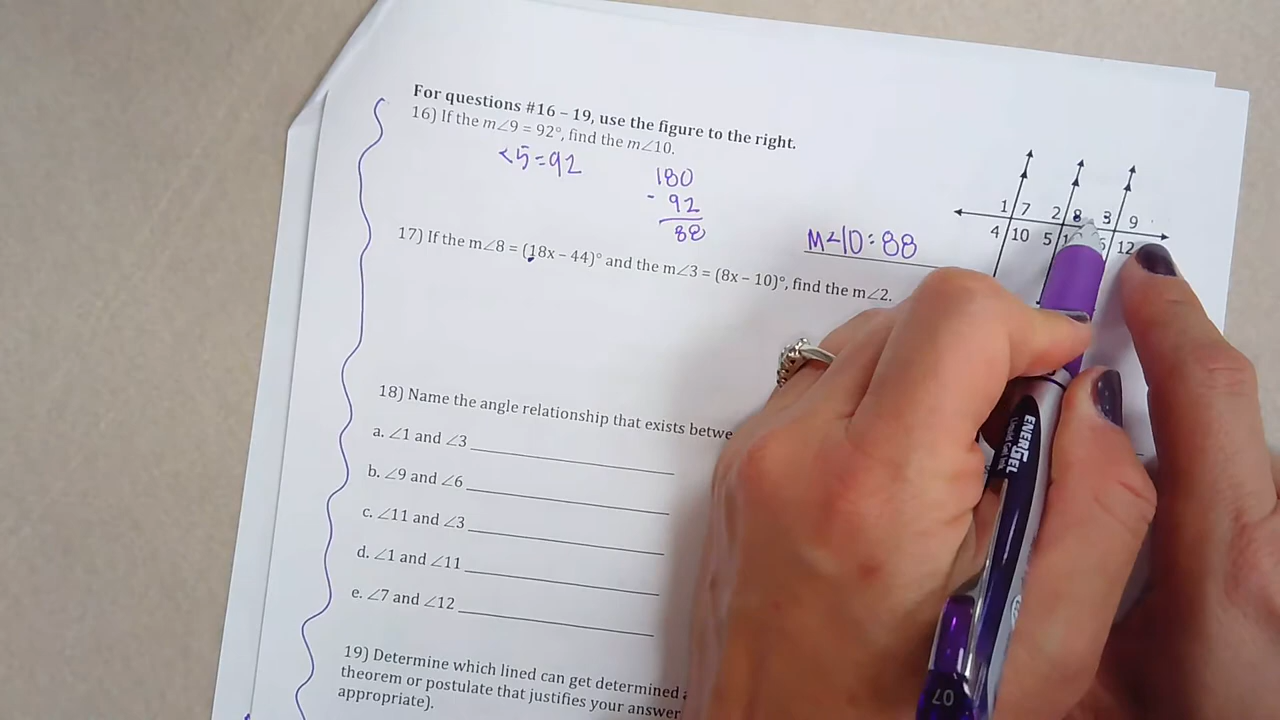 For questions #16 – 19, use the figure to the right.
16) If the m∠9 = 92°, find the m∠10.
<5=92
180
- 92
88
m<10 = 88
17) If the m∠8 = (18x – 44)° and the m∠3 = (8x – 10)°, find the m∠2.
1 7 2 8 3 9
4 10 5 12
18) Name the angle relationship that exists
a. ∠1 and ∠3
b. ∠9 and ∠6
c. ∠11 and ∠3
d. ∠1 and ∠11
e. ∠7 and ∠12
19) Determine which lined can get determined
theorem or postulate that justifies your answer
appropriate).
ENERGEL
Liquid Gel Ink
07